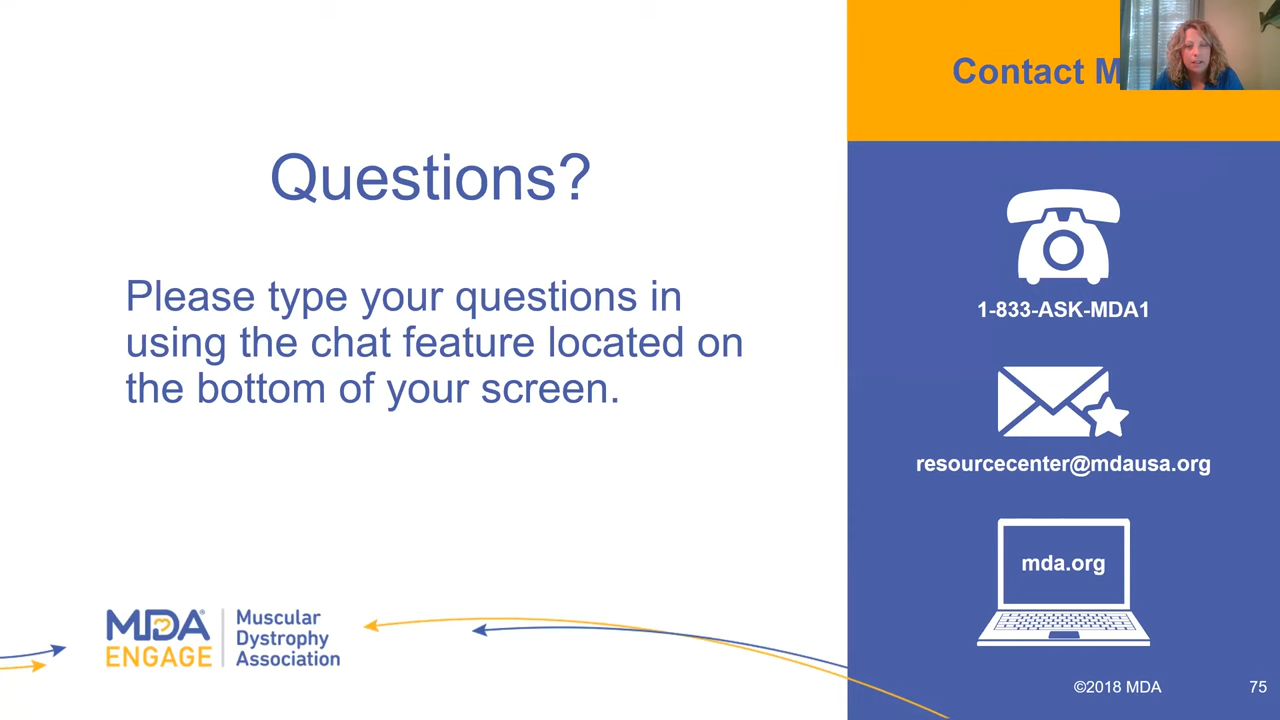 Contact M
Questions?
Please type your questions in
using the chat feature located on
the bottom of your screen.
1-833-ASK-MDA1
resourcecenter@mdausa.org
mda.org
MDA®
ENGAGE
Muscular
Dystrophy
Association
©2018 MDA
75